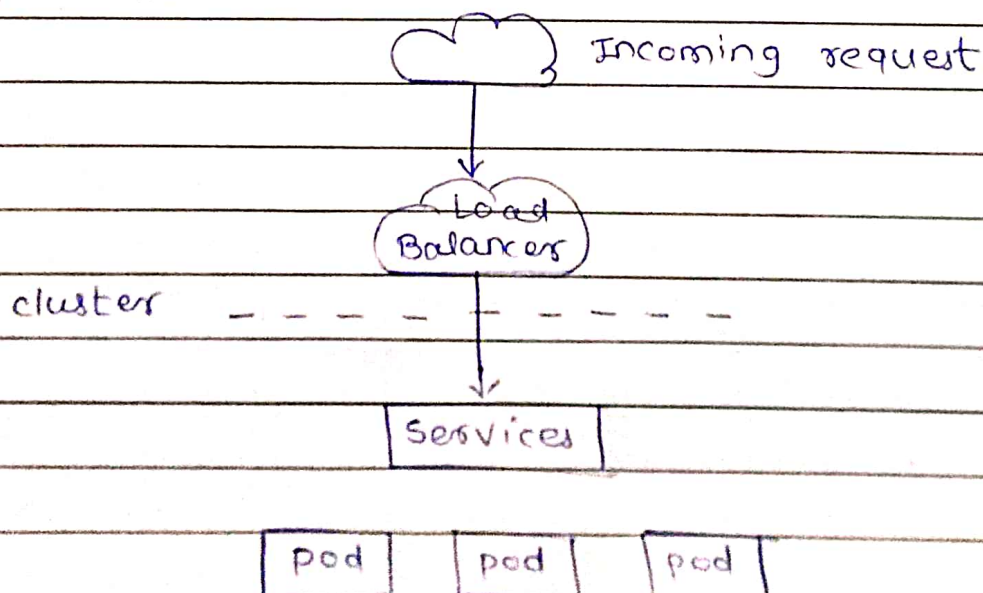 Incoming request
Load
Balancer
cluster
Services
pod pod pod